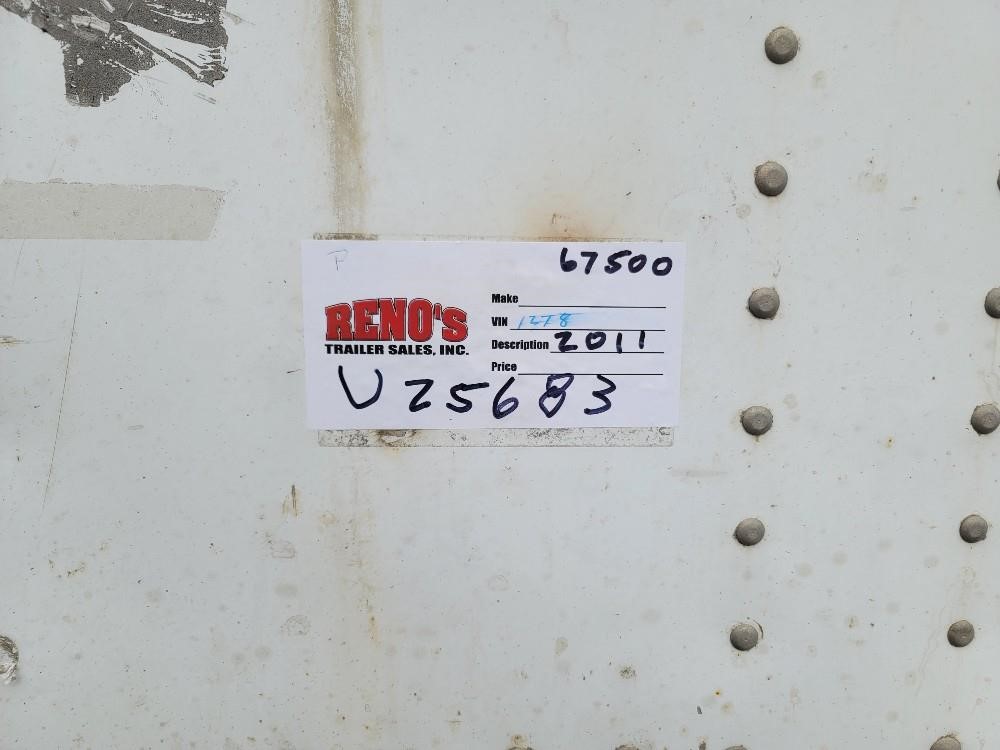 P
67500
RENO'S
TRAILER SALES, INC.
Make
VIN 1278
Description 2011
Price
U25683